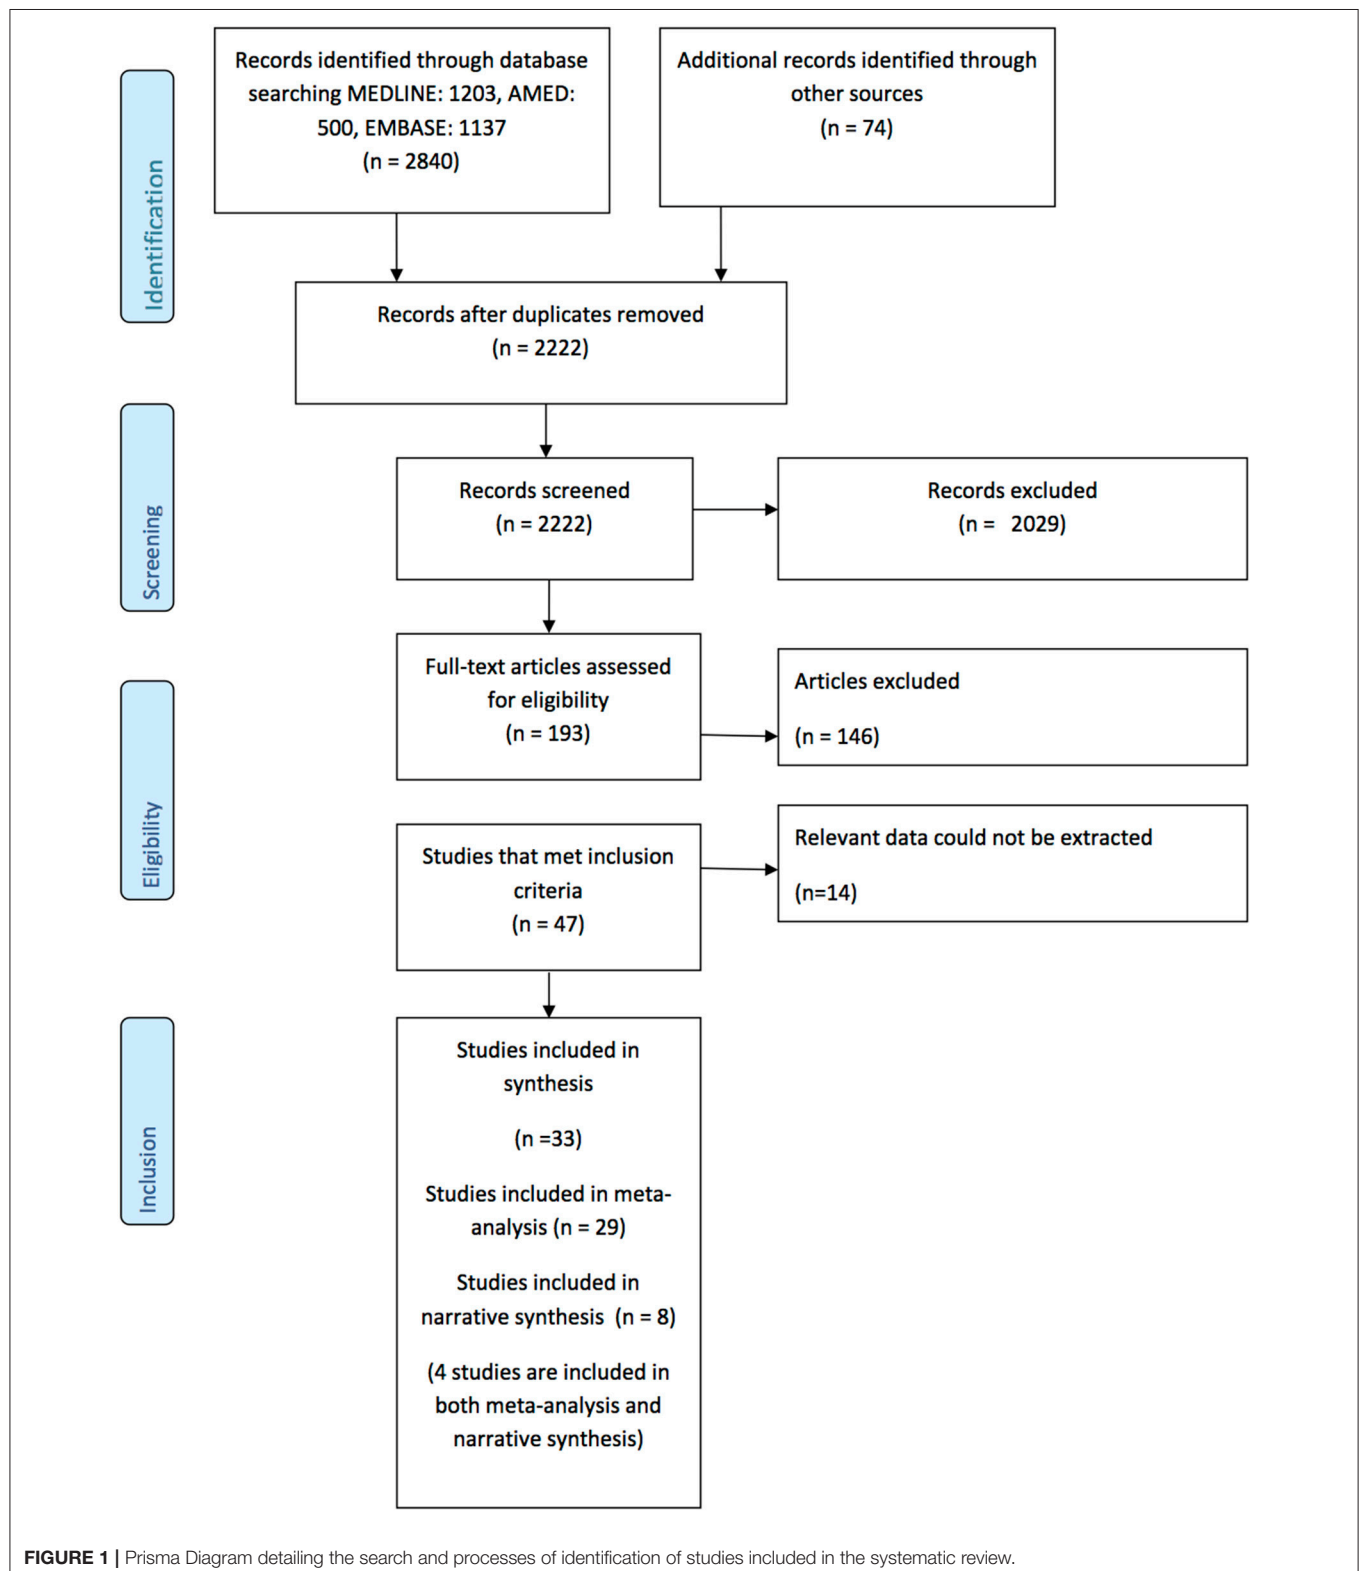 Records identified through database
searching MEDLINE: 1203, AMED:
500, EMBASE: 1137
(n = 2840)
Additional records identified through
other sources
(n = 74)
Identification
Records after duplicates removed
(n = 2222)
Screening
Records screened
(n = 2222)
Records excluded
(n = 2029)
Full-text articles assessed
for eligibility
(n = 193)
Articles excluded
(n = 146)
Eligibility
Studies that met inclusion
criteria
(n = 47)
Relevant data could not be extracted
(n=14)
Inclusion
Studies included in
synthesis
(n =33)
Studies included in meta-
analysis (n = 29)
Studies included in
narrative synthesis (n = 8)
(4 studies are included in
both meta-analysis and
narrative synthesis)
FIGURE 1 | Prisma Diagram detailing the search and processes of identification of studies included in the systematic review.